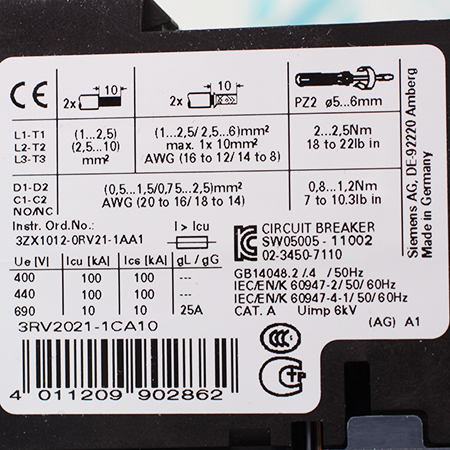 CE
10
2x
10
2x
PZ2 ø5...6mm
L1-T1
L2-T2
L3-T3
(1...2,5)
(2,5...10)
mm²
(1...2,5/ 2,5...6)mm²
max. 1x 10mm²
AWG (16 to 12/ 14 to 8)
2...2,5Nm
18 to 22lb in
D1-D2
C1-C2
NO/NC
(0,5...1,5/0,75...2,5)mm²
AWG (20 to 16/ 18 to 14)
0,8...1,2Nm
7 to 10.3lb in
Instr. Ord.No.:
3ZX1012-0RV21-1AA1
I > Icu
Ue [V] Icu [kA] Ics [kA] gL / gG
400 100 100
440 100 100
690 10 10 25A
3RV2021-1CA10
CIRCUIT BREAKER
SW05005 - 11002
02-3450-7110
GB14048.2 /.4 / 50Hz
IEC/EN/K 60947-2/ 50/ 60Hz
IEC/EN/K 60947-4-1/ 50/ 60Hz
CAT. A Uimp 6kV
(AG) A1
4 011209 902862
Siemens AG, DE-92220 Amberg
Made in Germany